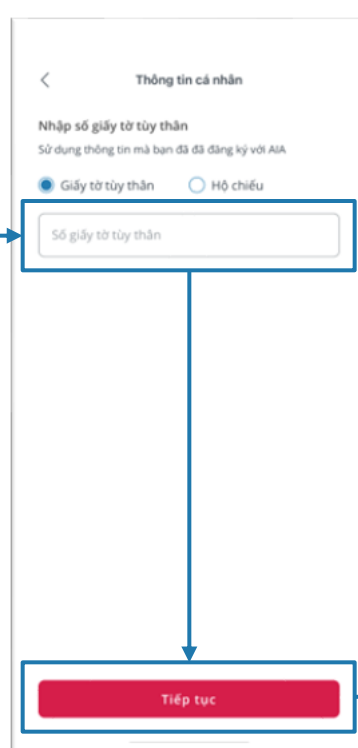 Thông tin cá nhân
Nhập số giấy tờ tùy thân
Sử dụng thông tin mà bạn đã đã đăng ký với AIA
Giấy tờ tùy thân Hộ chiếu
Số giấy tờ tùy thân
Tiếp tục